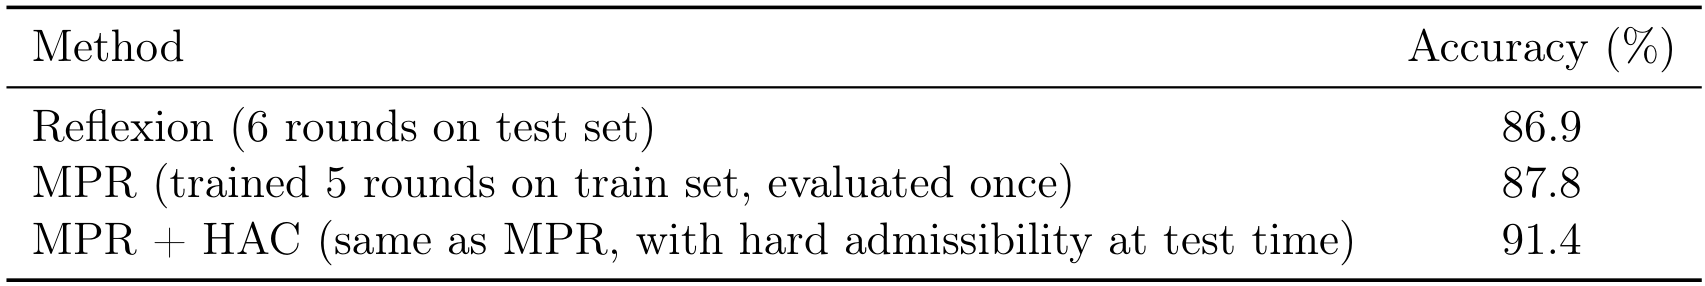 Method Accuracy (%)
Reflexion (6 rounds on test set) 86.9
MPR (trained 5 rounds on train set, evaluated once) 87.8
MPR + HAC (same as MPR, with hard admissibility at test time) 91.4